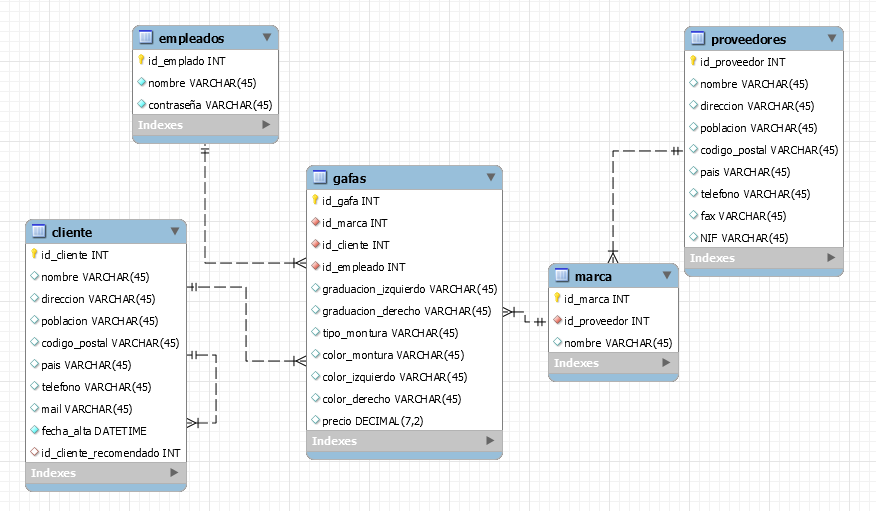 empleados
id_emplado INT
nombre VARCHAR(45)
contraseña VARCHAR(45)
Indexes
proveedores
id_proveedor INT
nombre VARCHAR(45)
direccion VARCHAR(45)
poblacion VARCHAR(45)
codigo_postal VARCHAR(45)
pais VARCHAR(45)
telefono VARCHAR(45)
fax VARCHAR(45)
NIF VARCHAR(45)
Indexes
gafas
id_gafa INT
id_marca INT
id_cliente INT
id_empleado INT
graduacion_izquierdo VARCHAR(45)
graduacion_derecho VARCHAR(45)
tipo_montura VARCHAR(45)
color_montura VARCHAR(45)
color_izquierdo VARCHAR(45)
color_derecho VARCHAR(45)
precio DECIMAL(7,2)
Indexes
cliente
id_cliente INT
nombre VARCHAR(45)
direccion VARCHAR(45)
poblacion VARCHAR(45)
codigo_postal VARCHAR(45)
pais VARCHAR(45)
telefono VARCHAR(45)
mail VARCHAR(45)
fecha_alta DATETIME
id_cliente_recomendado INT
Indexes
marca
id_marca INT
id_proveedor INT
nombre VARCHAR(45)
Indexes